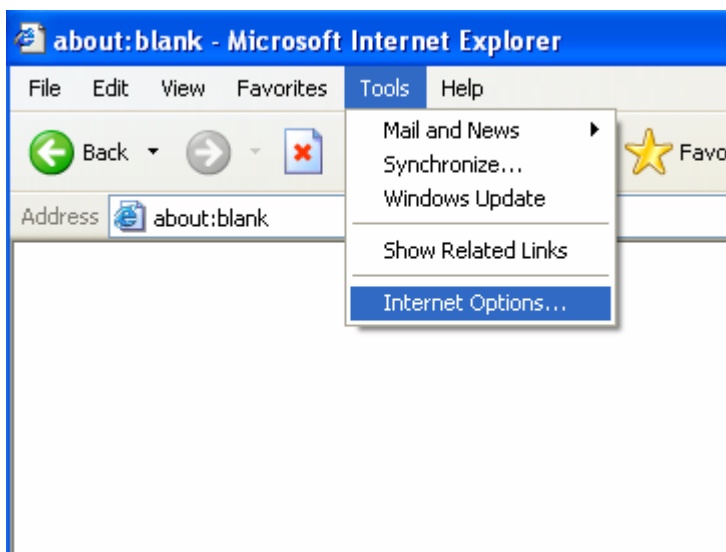 about:blank - Microsoft Internet Explorer
File Edit View Favorites Tools Help
Back
Mail and News
Favo
Synchronize...
Windows Update
Address about:blank
Show Related Links
Internet Options...